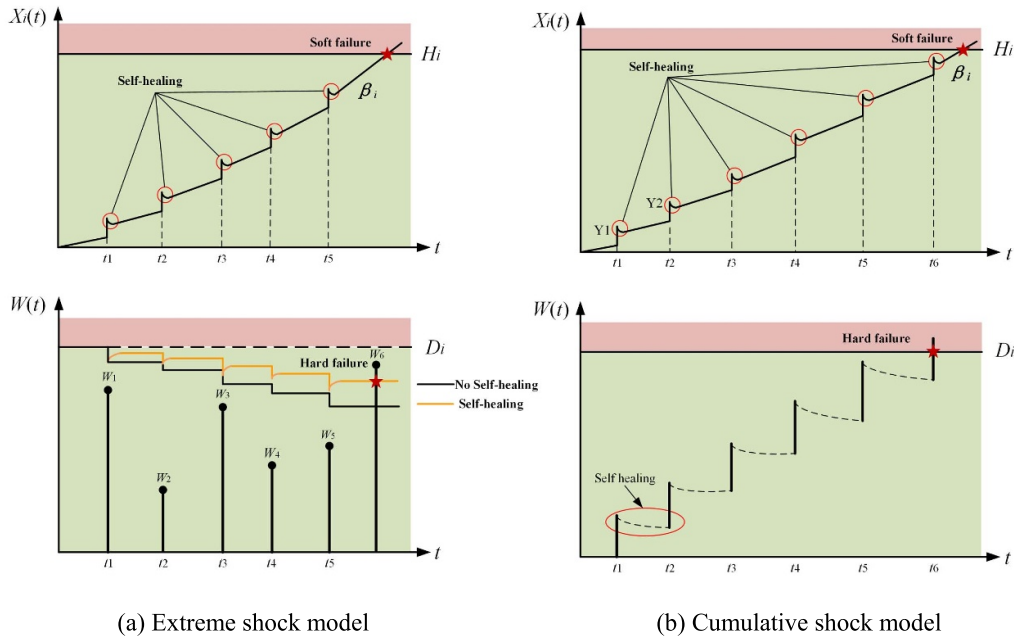 Xi(t)
Soft failure
Hi
Self-healing
βi
t
t1 t2 t3 t4 t5
Xi(t)
Soft failure
Hi
Self-healing
βi
Y2
Y1
t
t1 t2 t3 t4 t5 t6
W(t)
Di
Hard failure
W6
W1
No Self-healing
W3
Self-healing
W5
W4
W2
t
t1 t2 t3 t4 t5
W(t)
Hard failure
Di
Self healing
t
t1 t2 t3 t4 t5 t6
(a) Extreme shock model
(b) Cumulative shock model